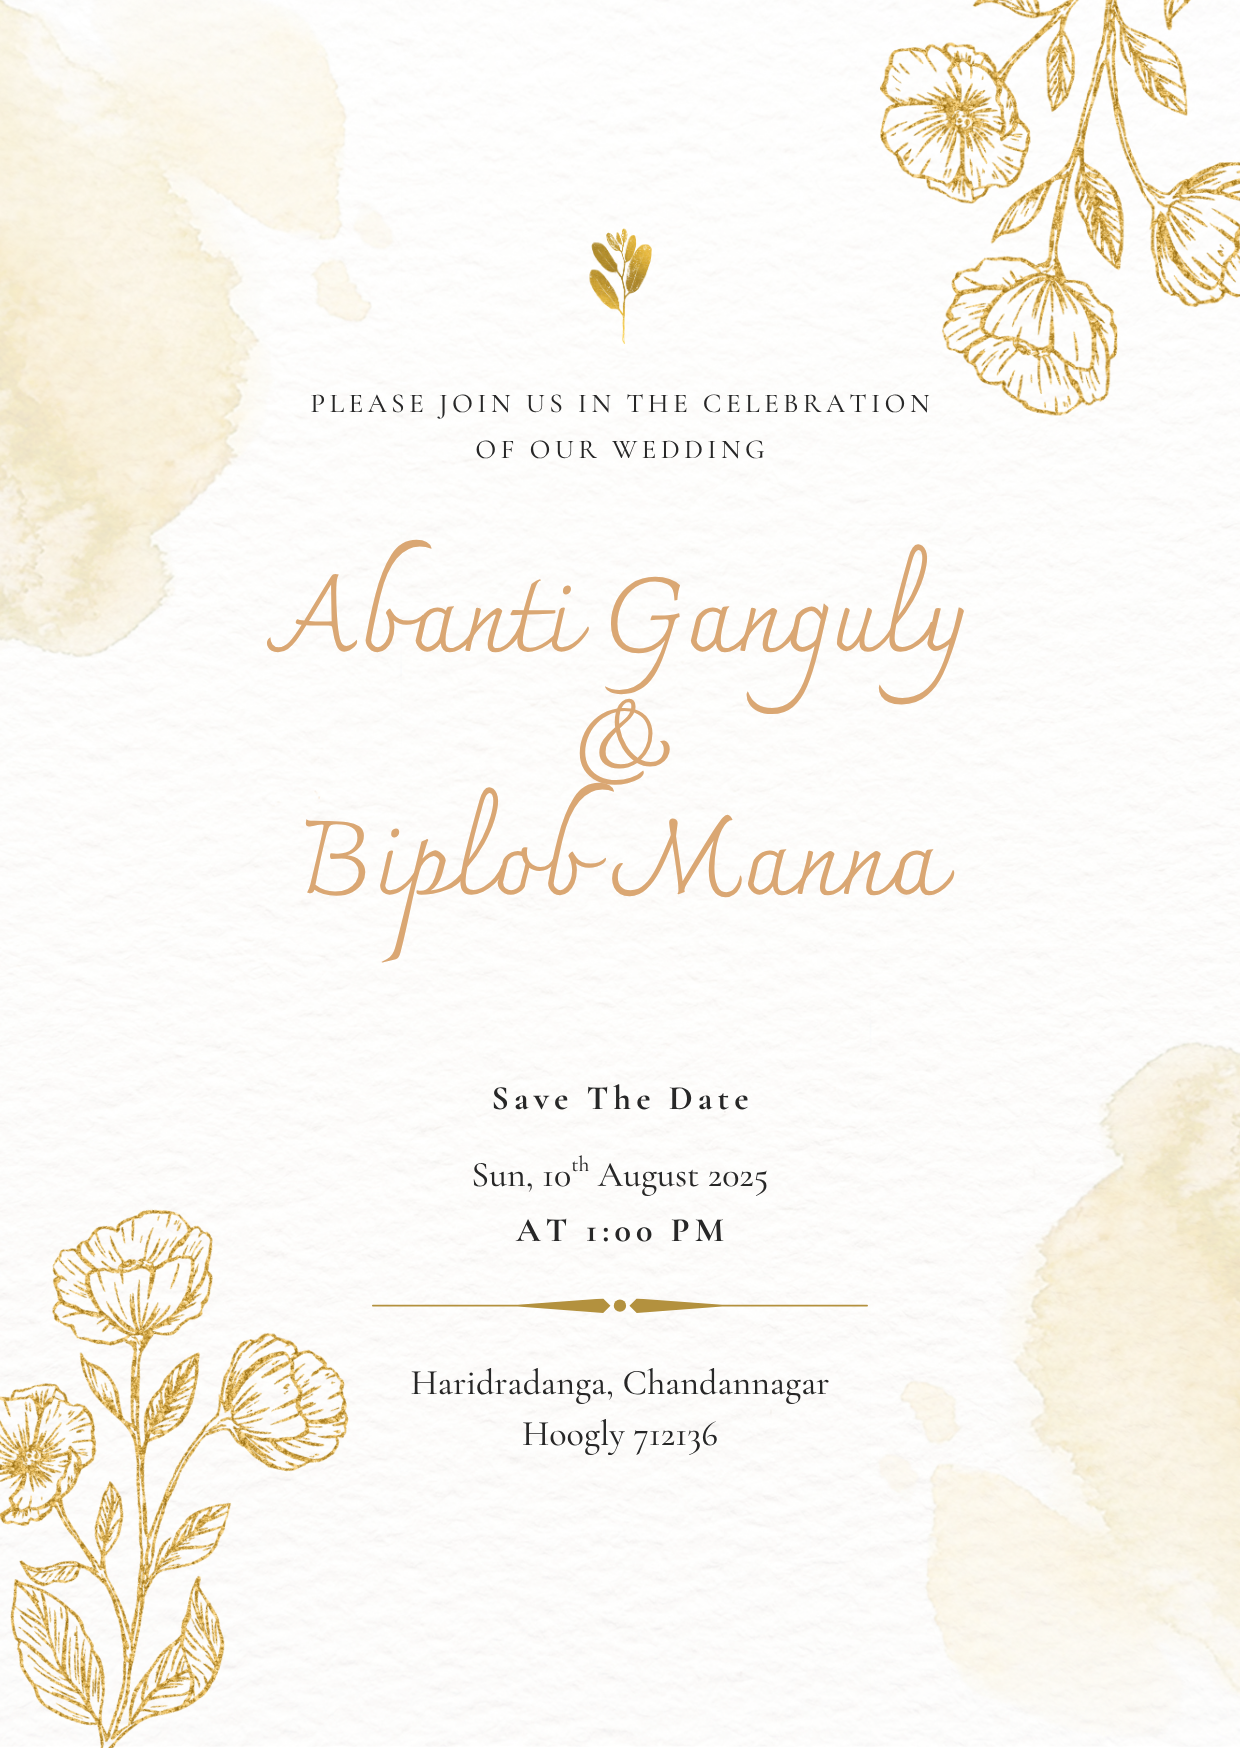 PLEASE JOIN US IN THE CELEBRATION
OF OUR WEDDING
Abanti Ganguly
&
Biplob Manna
Save The Date
Sun, 10th August 2025
AT 1:00 PM
Haridradanga, Chandannagar
Hoogly 712136